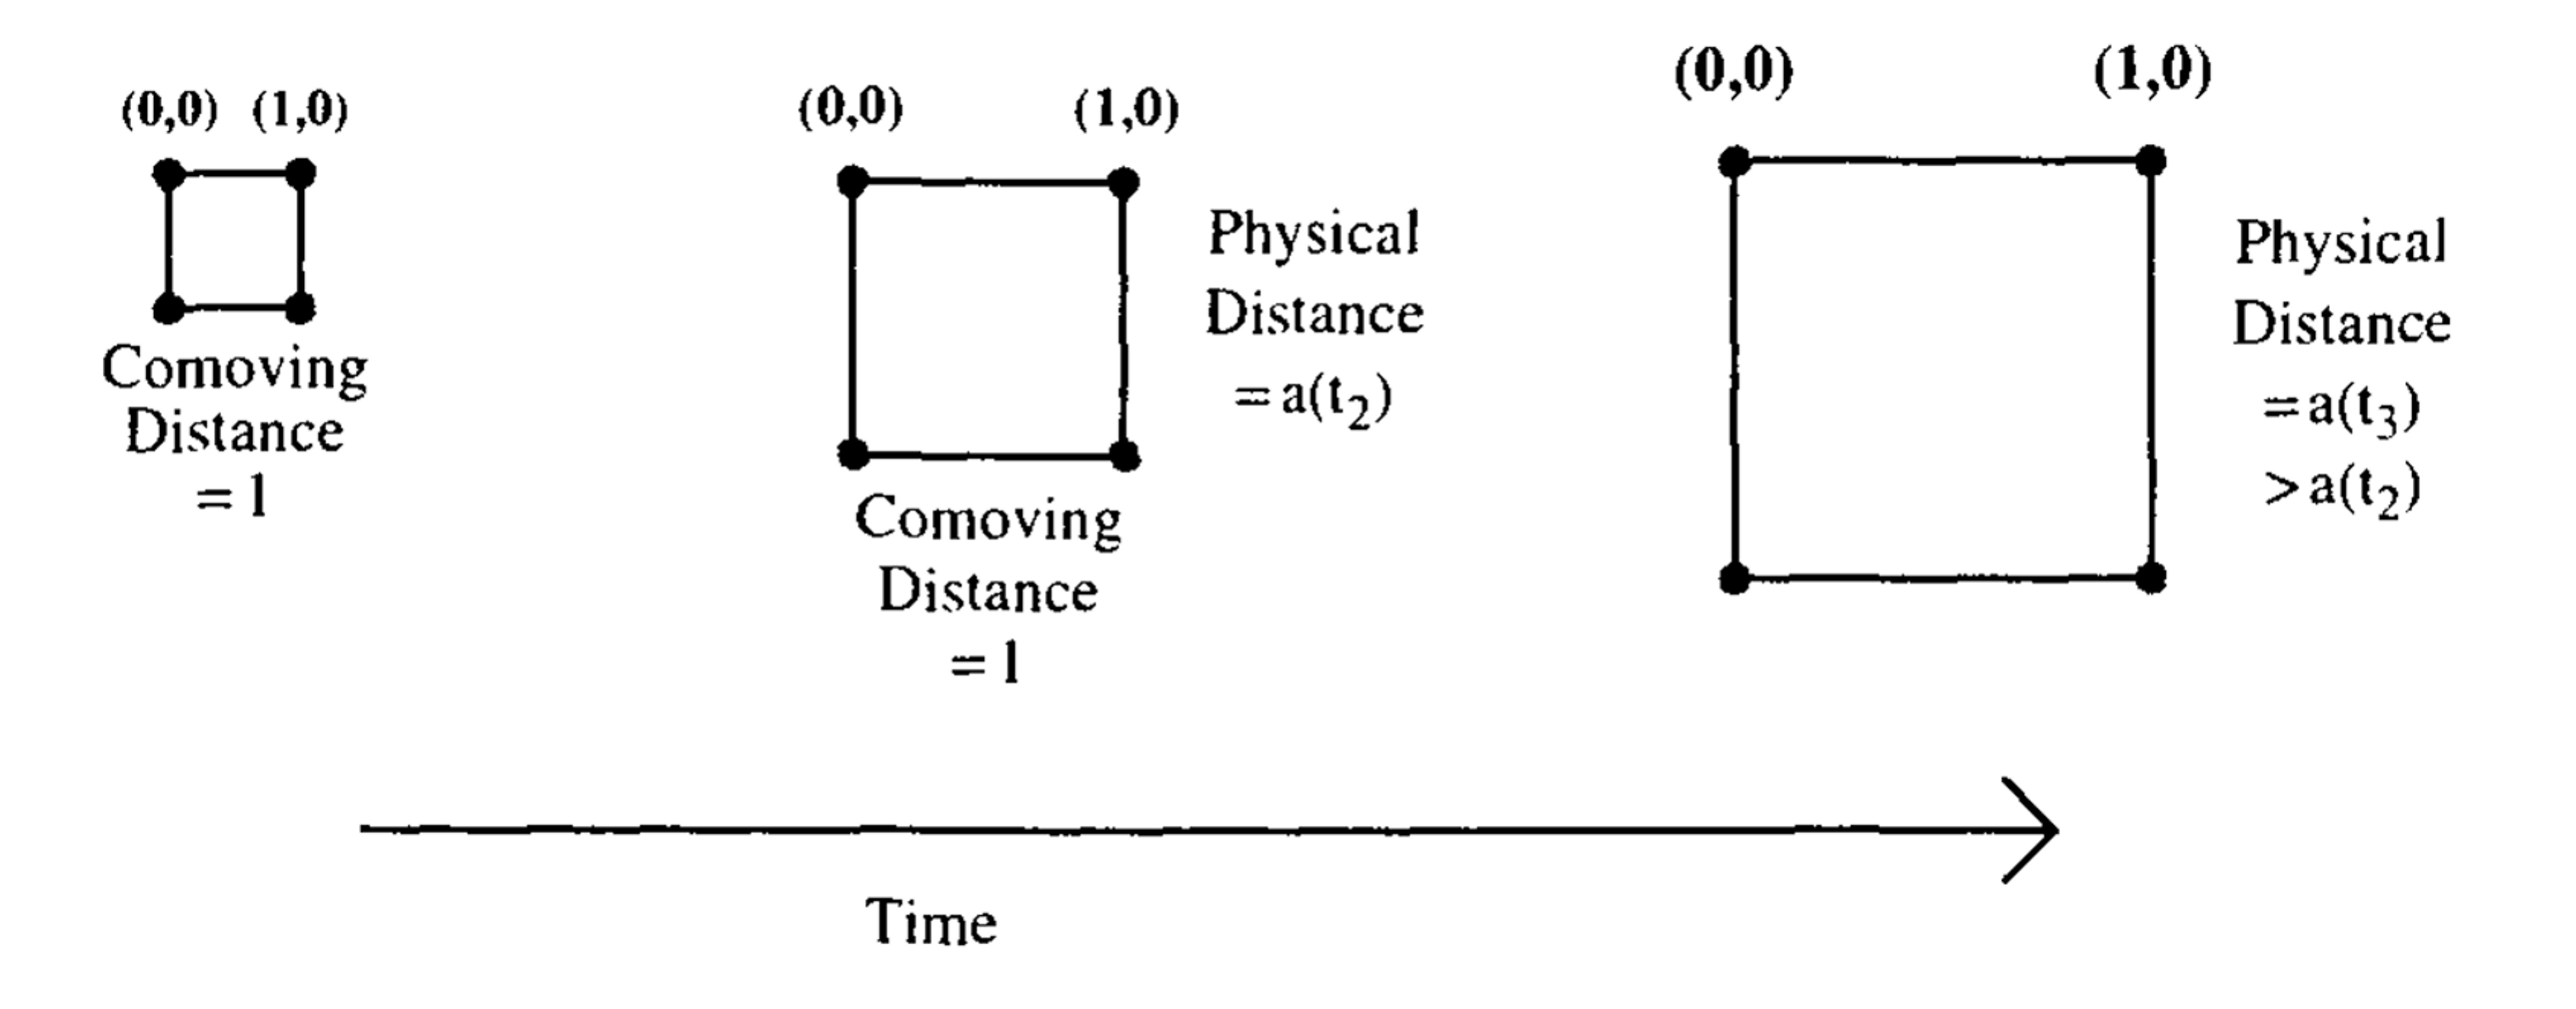 (0,0) (1,0)
Comoving
Distance
= 1
(0,0) (1,0)
Physical
Distance
= a(t₂)
Comoving
Distance
= 1
(0,0) (1,0)
Physical
Distance
= a(t₃)
> a(t₂)
Time